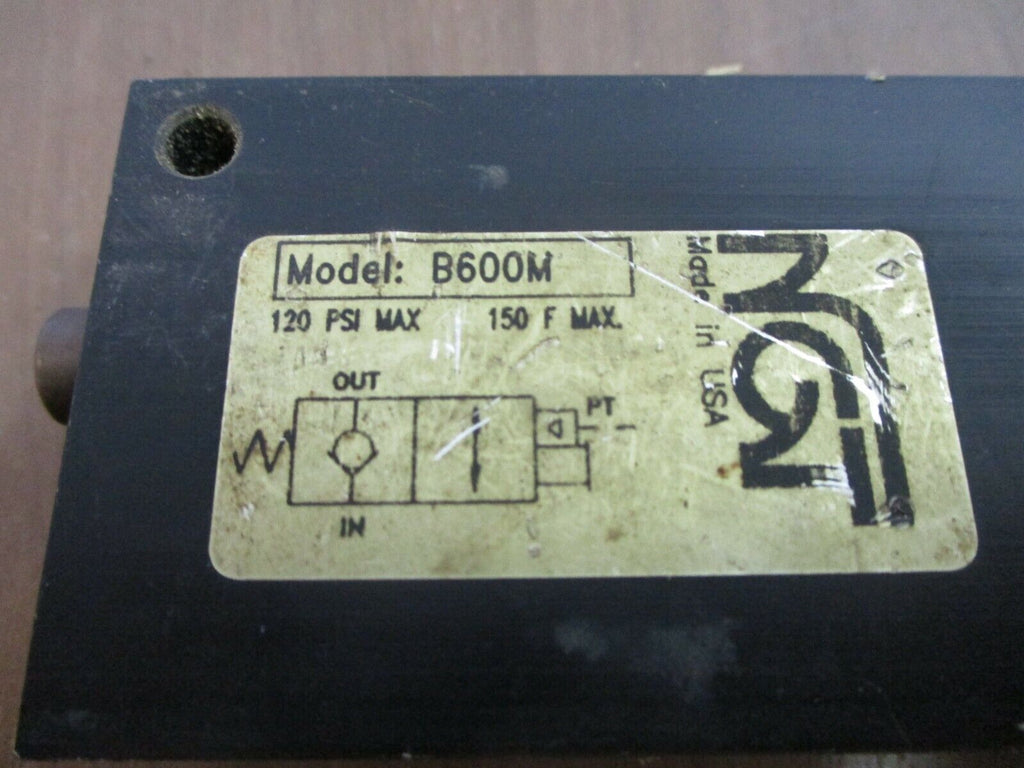 Model: B600M
120 PSI MAX 150 F MAX.
OUT
PT
IN
Made in USA